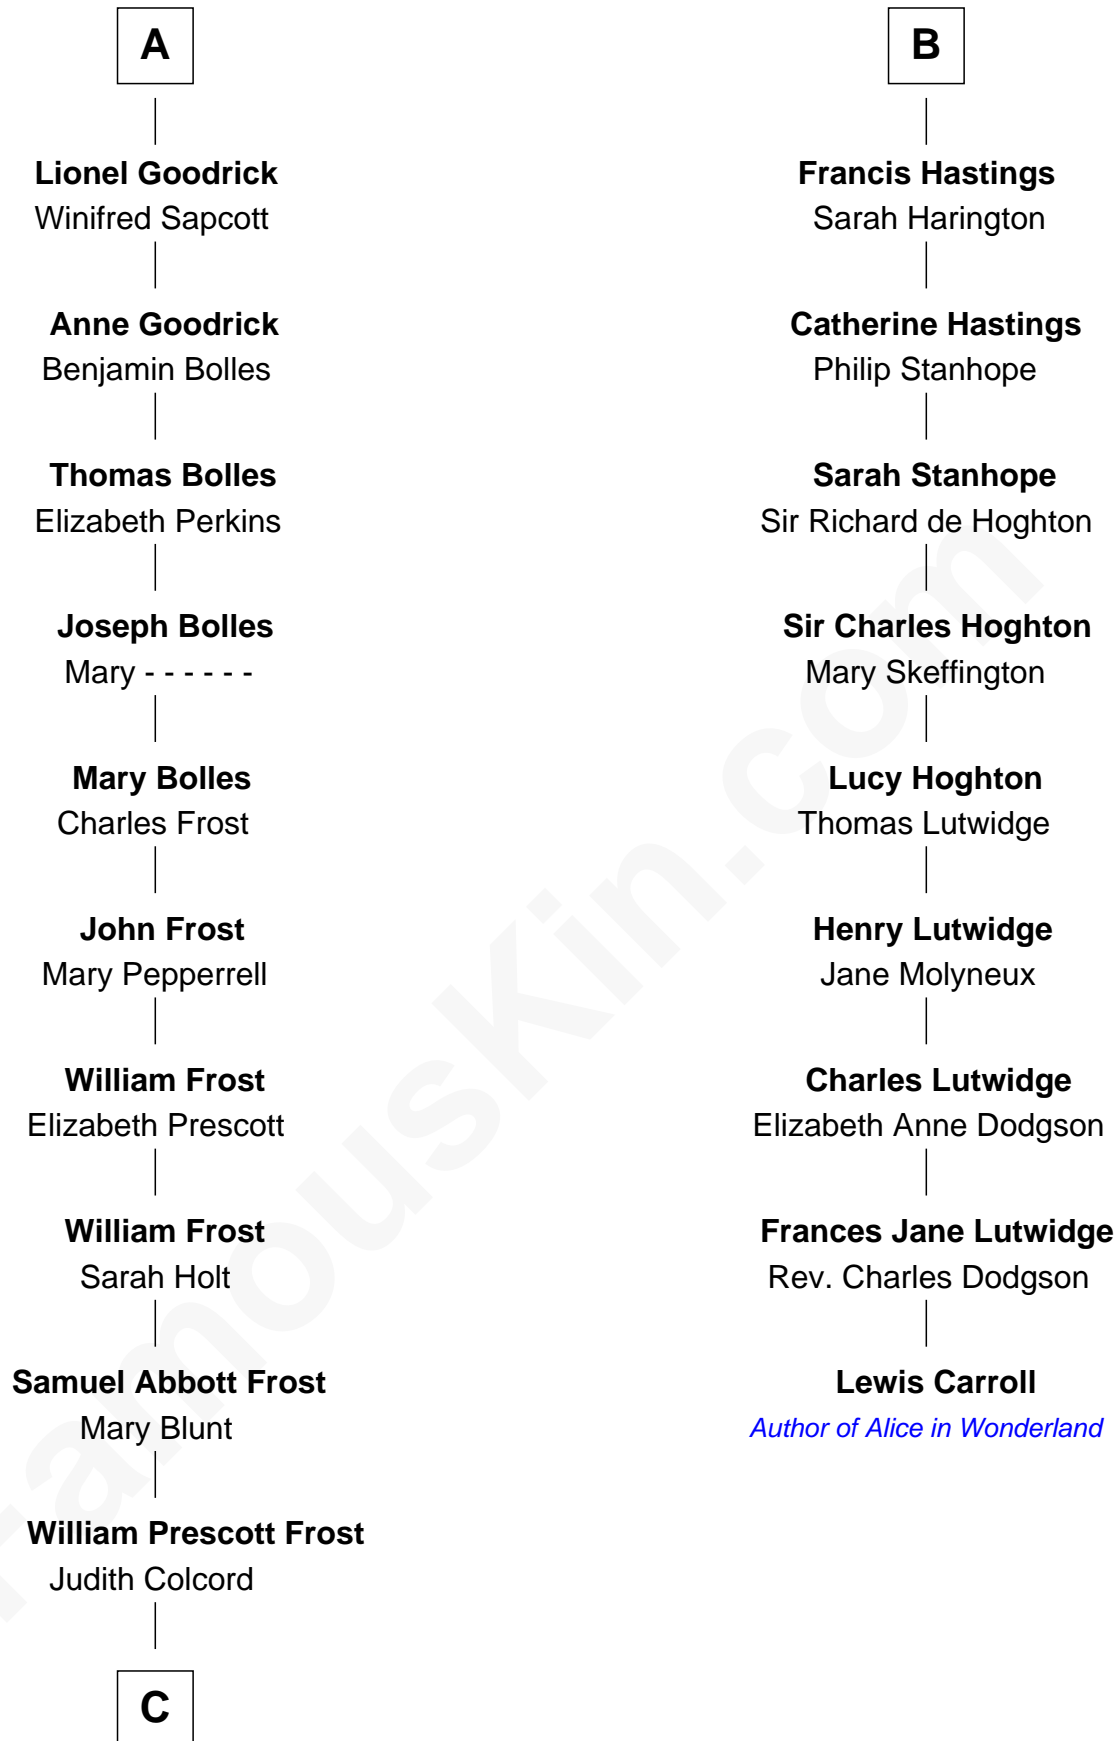 A
Lionel Goodrick
Winifred Sapcott
Anne Goodrick
Benjamin Bolles
Thomas Bolles
Elizabeth Perkins
Joseph Bolles
Mary - - - - - -
Mary Bolles
Charles Frost
John Frost
Mary Pepperrell
William Frost
Elizabeth Prescott
William Frost
Sarah Holt
Samuel Abbott Frost
Mary Blunt
William Prescott Frost
Judith Colcord
C
B
Francis Hastings
Sarah Harington
Catherine Hastings
Philip Stanhope
Sarah Stanhope
Sir Richard de Hoghton
Sir Charles Hoghton
Mary Skeffington
Lucy Hoghton
Thomas Lutwidge
Henry Lutwidge
Jane Molyneux
Charles Lutwidge
Elizabeth Anne Dodgson
Frances Jane Lutwidge
Rev. Charles Dodgson
Lewis Carroll
Author of Alice in Wonderland
FamousKin.com